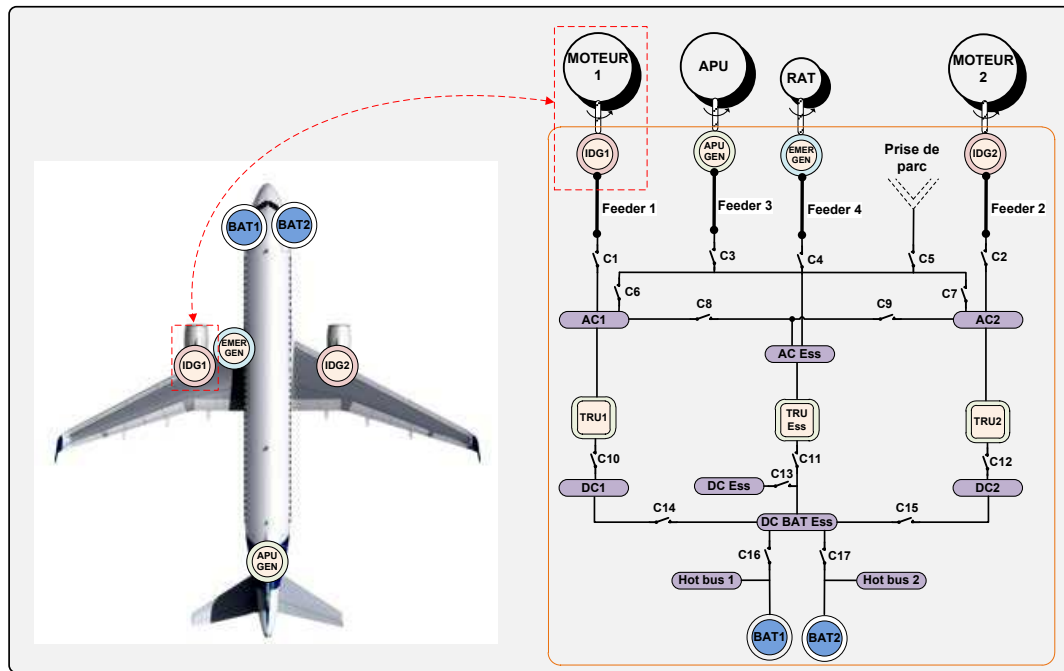 MOTEUR
1
APU
RAT
MOTEUR
2
IDG1
APU
GEN
EMER
GEN
Prise de
parc
IDG2
Feeder 1
Feeder 3
Feeder 4
Feeder 2
C1
C3
C4
C5
C2
C6
C7
C8
C9
AC1
AC2
AC Ess
TRU1
TRU
Ess
TRU2
C10
C11
C12
C13
DC1
DC Ess
DC2
C14
DC BAT Ess
C15
C16
C17
Hot bus 1
Hot bus 2
BAT1
BAT2
BAT1
BAT2
EMER
GEN
IDG1
IDG2
APU
GEN